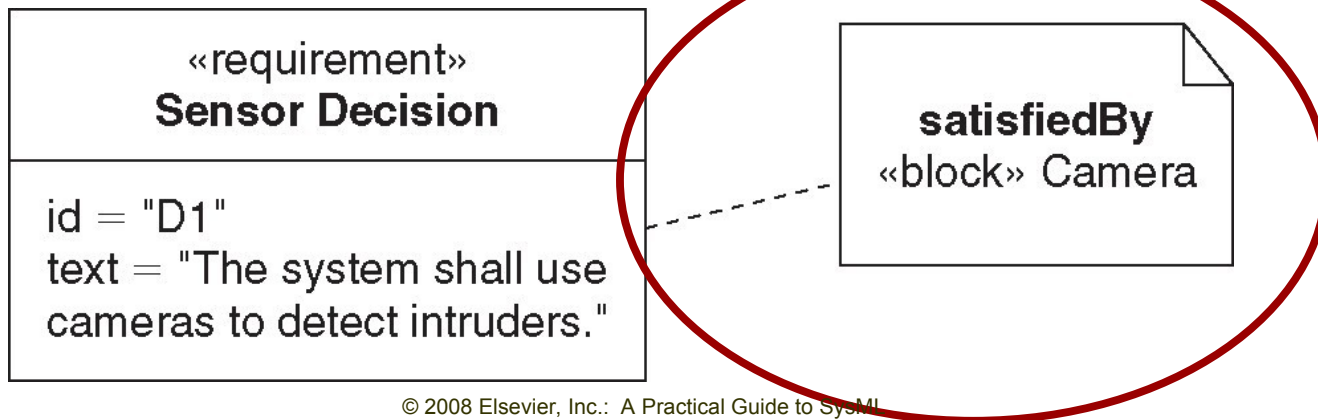 «requirement»
Sensor Decision
id = "D1"
text = "The system shall use
cameras to detect intruders."
satisfiedBy
«block» Camera
© 2008 Elsevier, Inc.: A Practical Guide to SysML